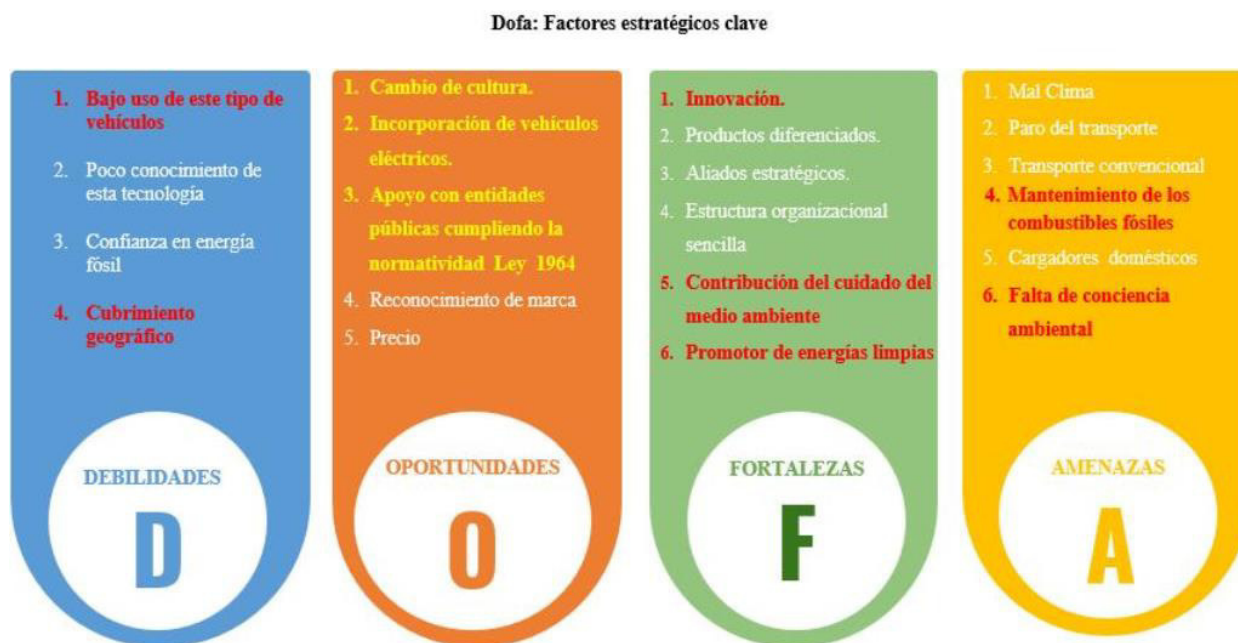 Dofa: Factores estratégicos clave
1. Bajo uso de este tipo de
vehículos
2. Poco conocimiento de
esta tecnología
3. Confianza en energía
fósil
4. Cubrimiento
geográfico
DEBILIDADES
D
1. Cambio de cultura.
2. Incorporación de vehículos
eléctricos.
3. Apoyo con entidades
públicas cumpliendo la
normatividad Ley 1964
4. Reconocimiento de marca
5. Precio
OPORTUNIDADES
O
1. Innovación.
2. Productos diferenciados.
3. Aliados estratégicos.
4. Estructura organizacional
sencilla
5. Contribución del cuidado del
medio ambiente
6. Promotor de energías limpias
FORTALEZAS
F
1. Mal Clima
2. Paro del transporte
3. Transporte convencional
4. Mantenimiento de los
combustibles fósiles
5. Cargadores domésticos
6. Falta de conciencia
ambiental
AMENAZAS
A